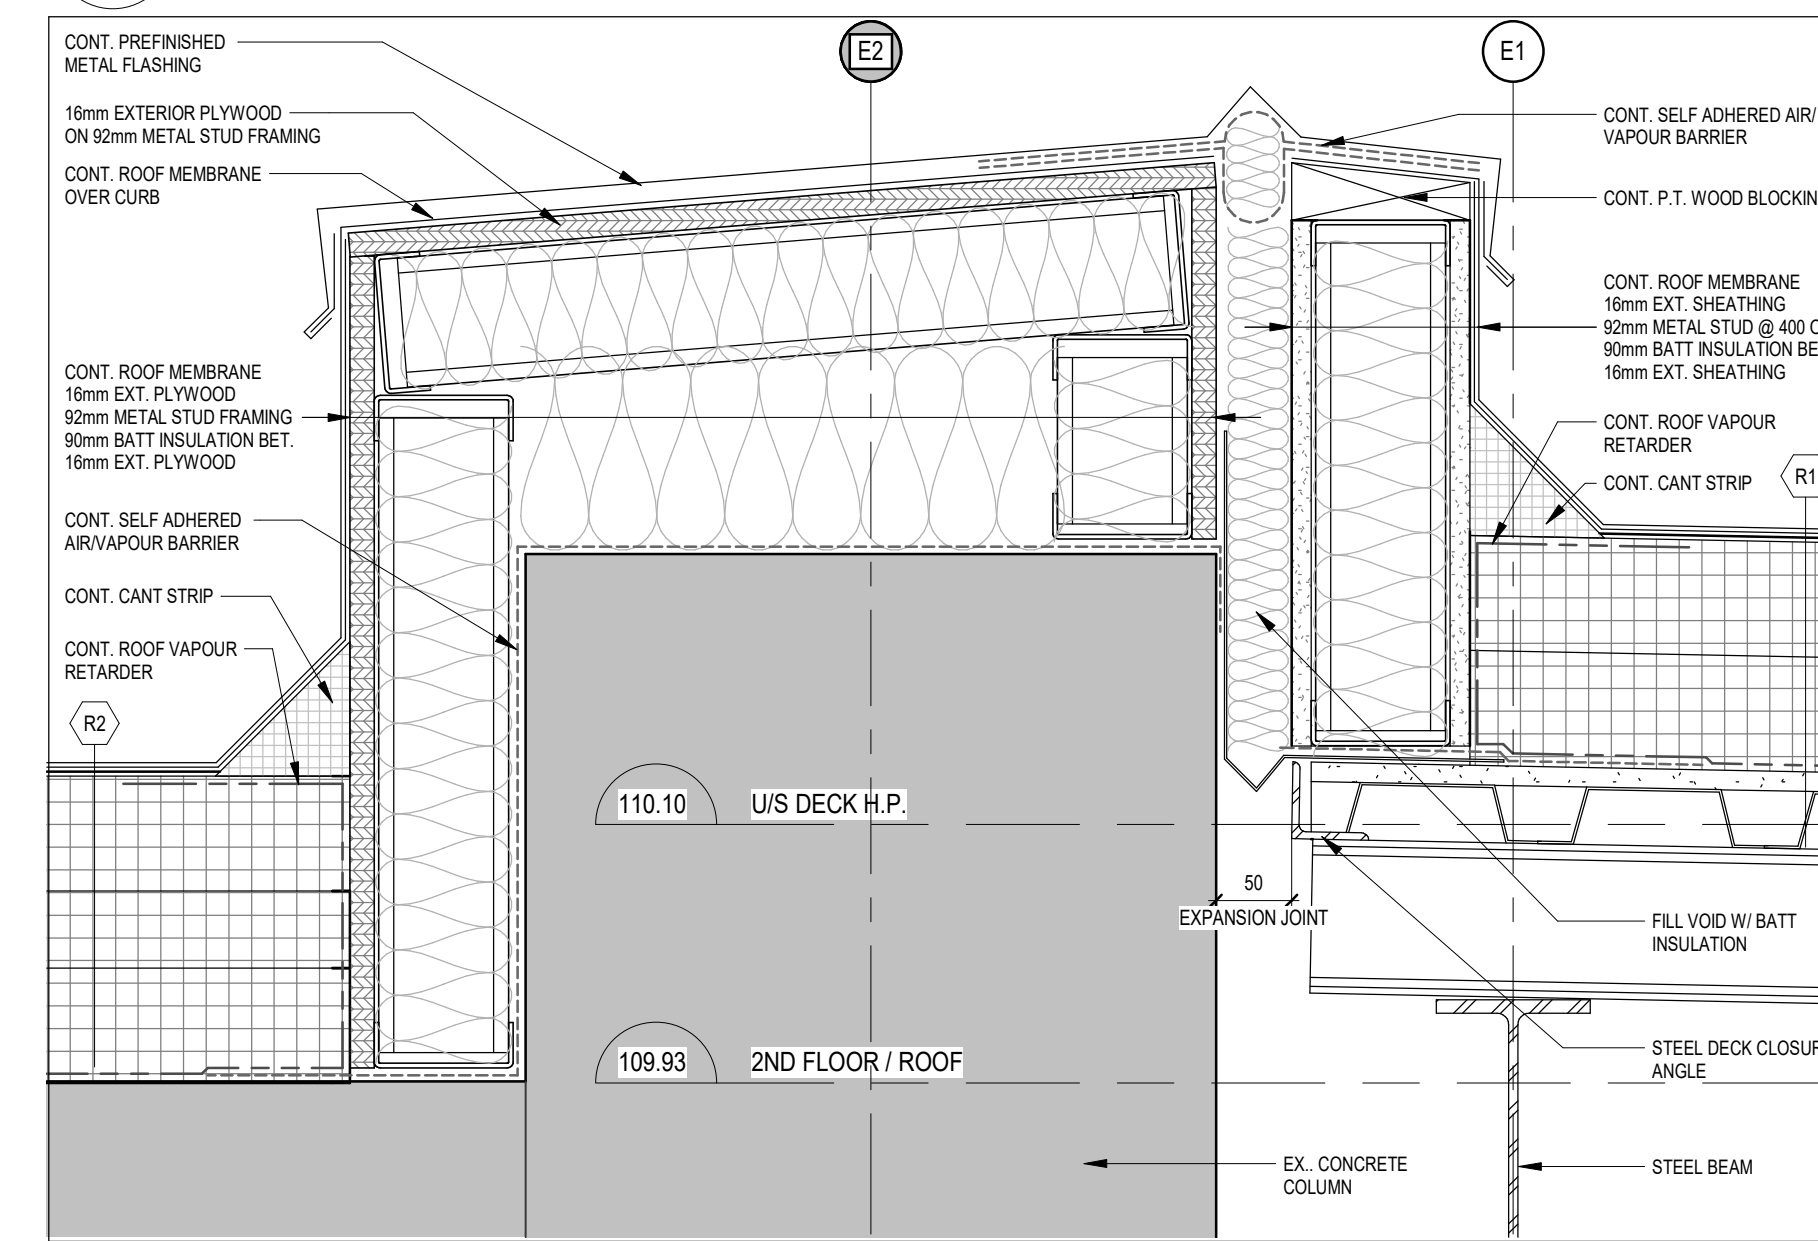 E2
E1
CONT. PREFINISHED
METAL FLASHING
16mm EXTERIOR PLYWOOD
ON 92mm METAL STUD FRAMING
CONT. ROOF MEMBRANE
OVER CURB
CONT. ROOF MEMBRANE
16mm EXT. PLYWOOD
92mm METAL STUD FRAMING
90mm BATT INSULATION BET.
16mm EXT. PLYWOOD
CONT. SELF ADHERED
AIR/VAPOUR BARRIER
CONT. CANT STRIP
CONT. ROOF VAPOUR
RETARDER
R2
110.10 U/S DECK H.P.
109.93 2ND FLOOR / ROOF
50
EXPANSION JOINT
EX.. CONCRETE
COLUMN
CONT. SELF ADHERED AIR/
VAPOUR BARRIER
CONT. P.T. WOOD BLOCKIN
CONT. ROOF MEMBRANE
16mm EXT. SHEATHING
92mm METAL STUD @ 400
90mm BATT INSULATION BE
16mm EXT. SHEATHING
CONT. ROOF VAPOUR
RETARDER
CONT. CANT STRIP
R1
FILL VOID W/ BATT
INSULATION
STEEL DECK CLOSUR
ANGLE
STEEL BEAM